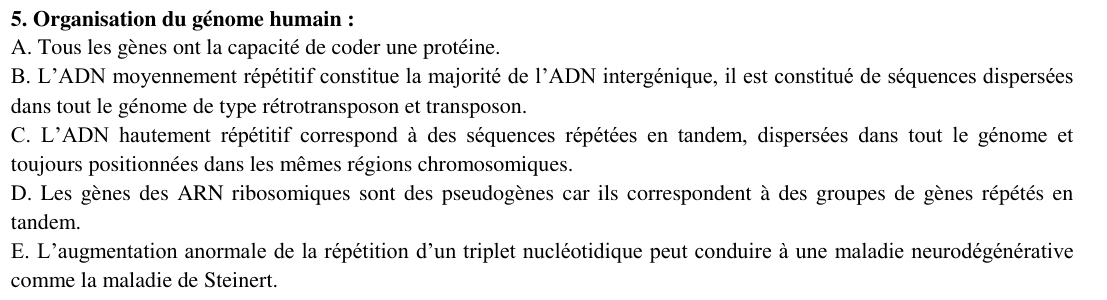 5. Organisation du génome humain :
A. Tous les gènes ont la capacité de coder une protéine.
B. L’ADN moyennement répétitif constitue la majorité de l’ADN intergénique, il est constitué de séquences dispersées
dans tout le génome de type rétrotransposon et transposon.
C. L’ADN hautement répétitif correspond à des séquences répétées en tandem, dispersées dans tout le génome et
toujours positionnées dans les mêmes régions chromosomiques.
D. Les gènes des ARN ribosomiques sont des pseudogènes car ils correspondent à des groupes de gènes répétés en
tandem.
E. L’augmentation anormale de la répétition d’un triplet nucléotidique peut conduire à une maladie neurodégénérative
comme la maladie de Steinert.